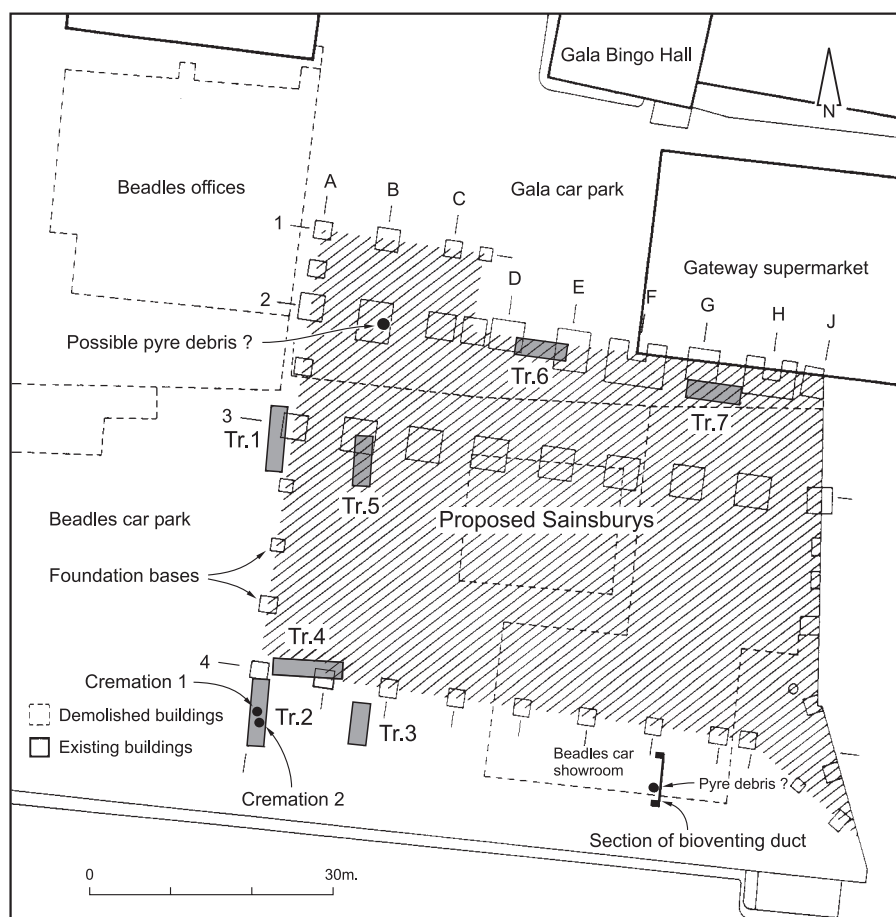 Gala Bingo Hall
N
Beadles offices
A
B
C
Gala car park
1
Gateway supermarket
D
E
F
G
H
J
2
Possible pyre debris ?
Tr.6
Tr.7
3
Tr.1
Tr.5
Beadles car park
Proposed Sainsburys
Foundation bases
Tr.4
4
Cremation 1
Tr.2
Tr.3
Demolished buildings
Existing buildings
Beadles car
showroom
Pyre debris ?
Cremation 2
Section of bioventing duct
0
30m.